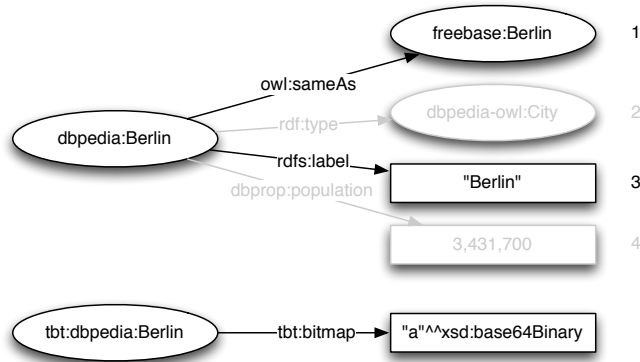 freebase:Berlin 1
owl:sameAs
rdf:type
dbpedia-owl:City 2
dbpedia:Berlin
rdfs:label
"Berlin" 3
dbprop:population
3,431,700 4
tbt:dbpedia:Berlin tbt:bitmap "a"^^xsd:base64Binary